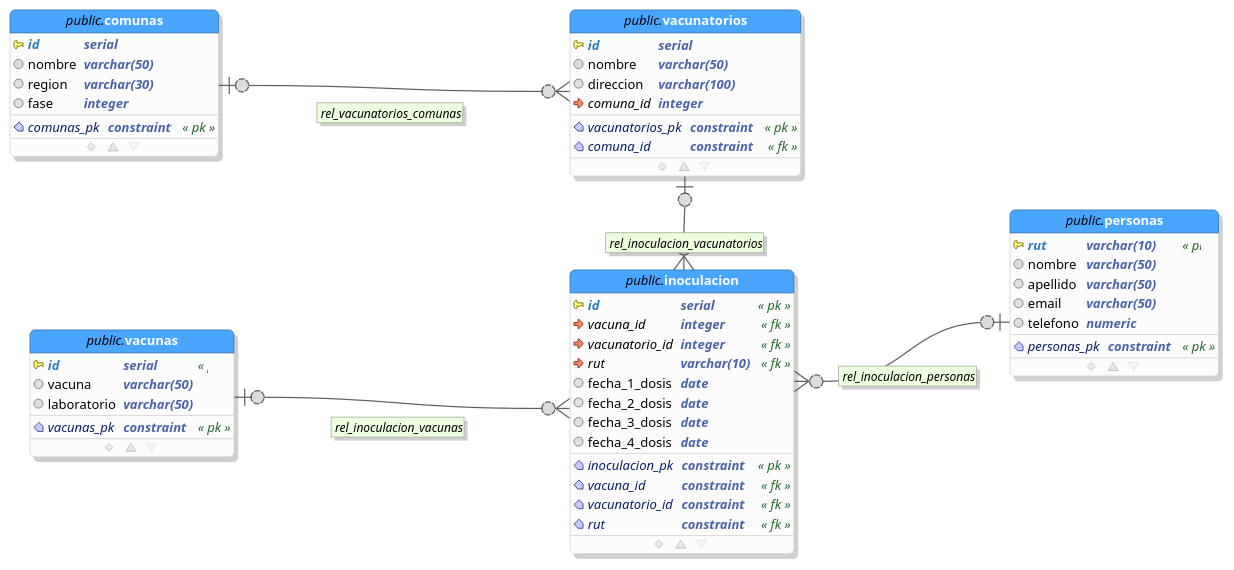 public.comunas
id serial
nombre varchar(50)
region varchar(30)
fase integer
comunas_pk constraint « pk »
rel_vacunatorios_comunas
public.vacunatorios
id serial
nombre varchar(50)
direccion varchar(100)
comuna_id integer
vacunatorios_pk constraint « pk »
comuna_id constraint « fk »
rel_inoculacion_vacunatorios
public.personas
rut varchar(10) « p
nombre varchar(50)
apellido varchar(50)
email varchar(50)
telefono numeric
personas_pk constraint « pk »
rel_inoculacion_personas
public.inoculacion
id serial « pk »
vacuna_id integer « fk »
vacunatorio_id integer « fk »
rut varchar(10) « fk »
fecha_1_dosis date
fecha_2_dosis date
fecha_3_dosis date
fecha_4_dosis date
inoculacion_pk constraint « pk »
vacuna_id constraint « fk »
vacunatorio_id constraint « fk »
rut constraint « fk »
public.vacunas
id serial «
vacuna varchar(50)
laboratorio varchar(50)
vacunas_pk constraint « pk »
rel_inoculacion_vacunas